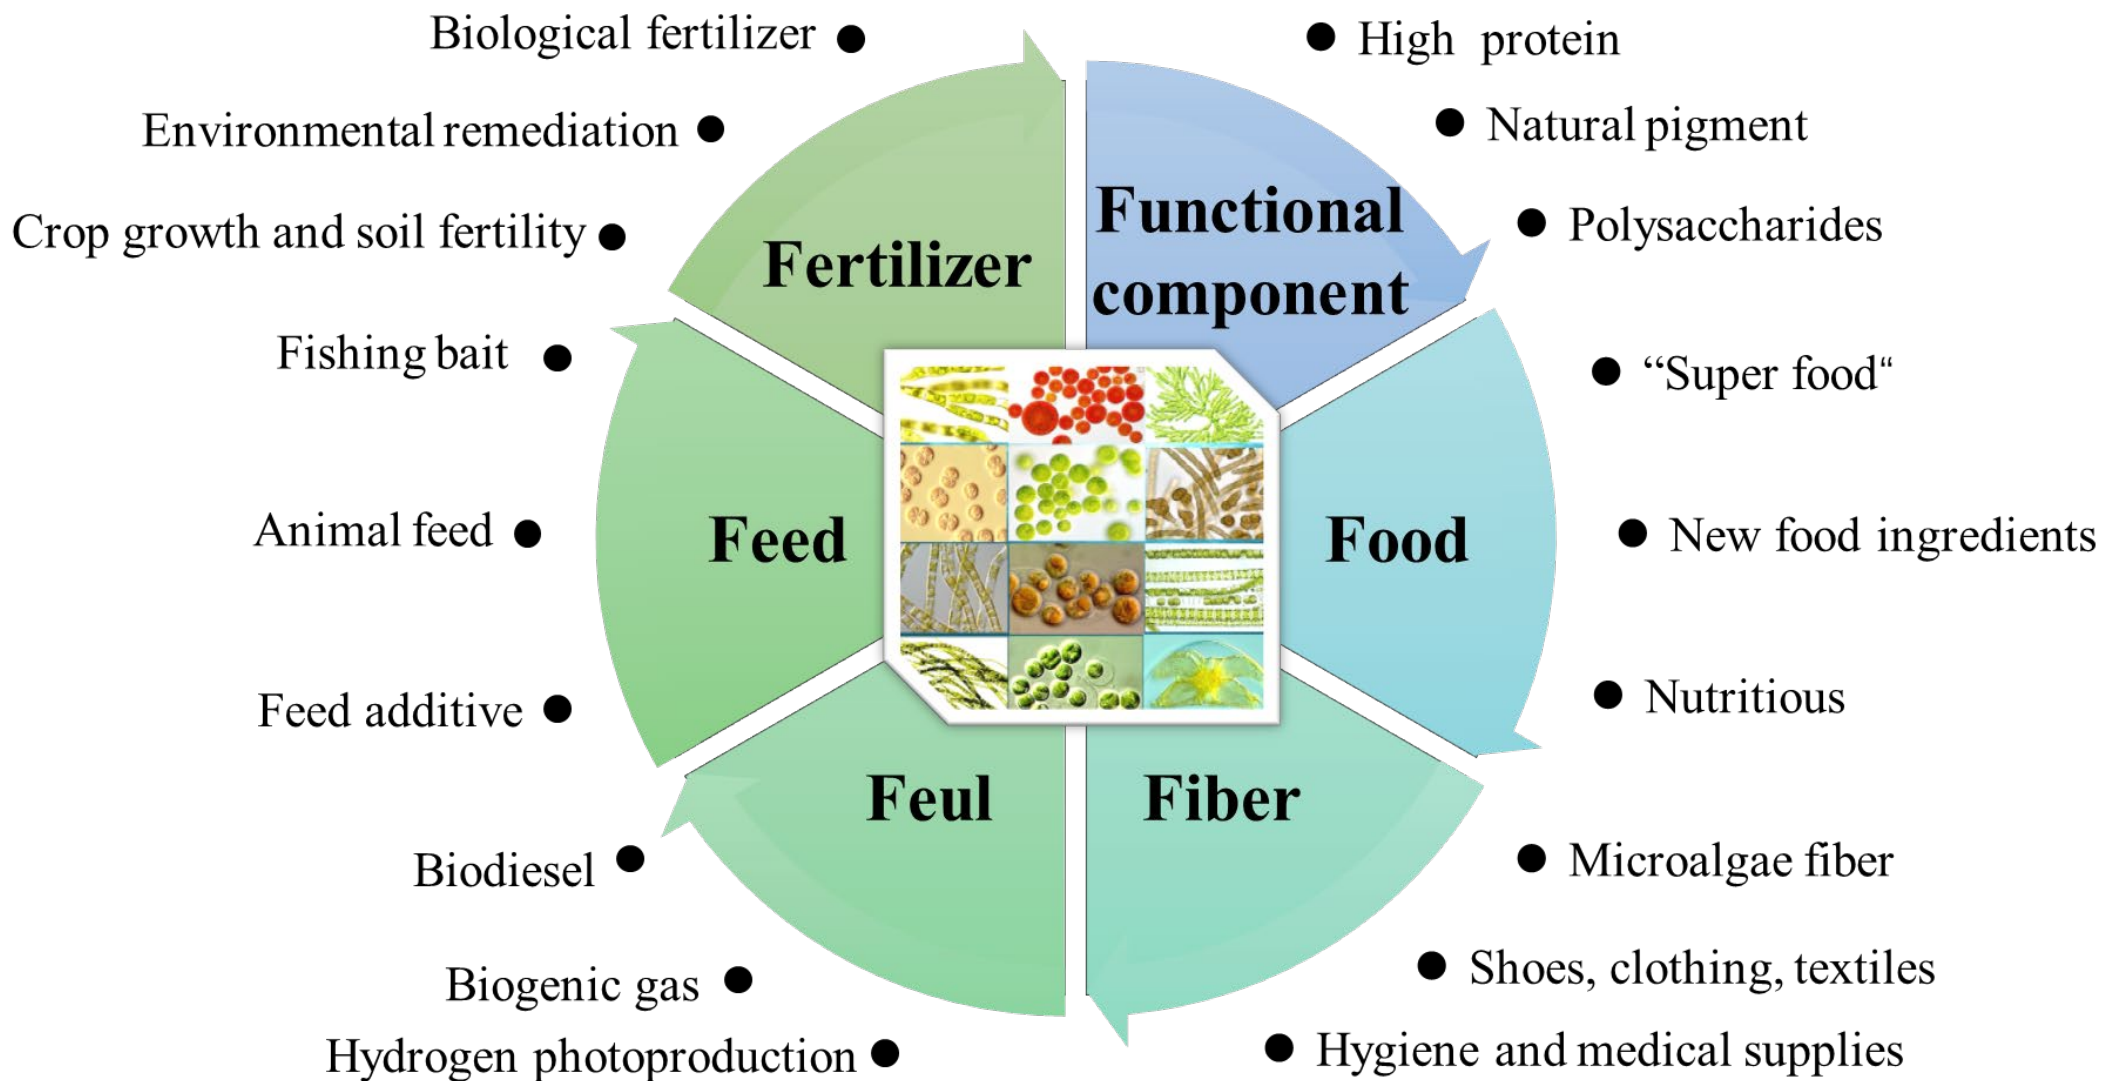 Biological fertilizer
Environmental remediation
Crop growth and soil fertility
Fertilizer
Fishing bait
Animal feed
Feed additive
Feed
Biodiesel
Biogenic gas
Hydrogen photoproduction
Feul
High protein
Natural pigment
Polysaccharides
Functional
component
“Super food“
New food ingredients
Nutritious
Food
Microalgae fiber
Shoes, clothing, textiles
Hygiene and medical supplies
Fiber